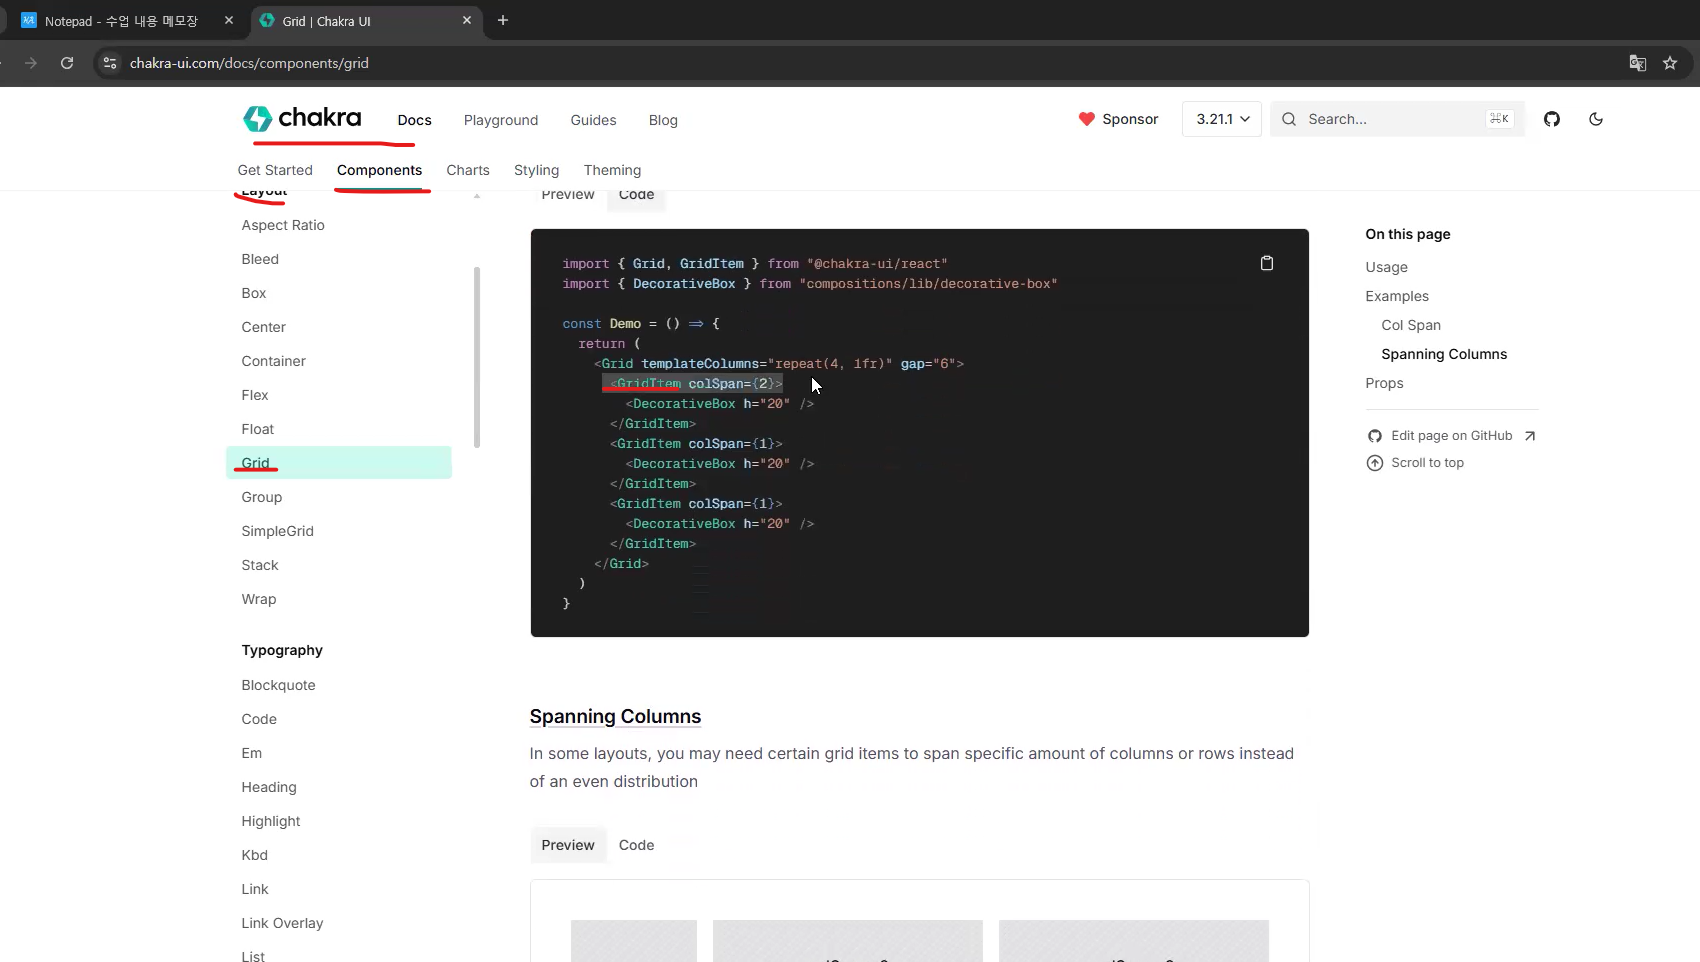 Notepad - 수업 내용 메모장
Grid | Chakra UI
chakra-ui.com/docs/components/grid
chakra
Docs
Playground
Guides
Blog
Sponsor
3.21.1
Search...
⌘K
Get Started
Components
Charts
Styling
Theming
Layout
Aspect Ratio
Bleed
Box
Center
Container
Flex
Float
Grid
Group
SimpleGrid
Stack
Wrap
Typography
Blockquote
Code
Em
Heading
Highlight
Kbd
Link
Link Overlay
List
Preview
Code
import { Grid, GridItem } from "@chakra-ui/react"
import { DecorativeBox } from "compositions/lib/decorative-box"
const Demo = () => {
return (
<Grid templateColumns="repeat(4, 1fr)" gap="6">
<GridItem colSpan={2}>
<DecorativeBox h="20" />
</GridItem>
<GridItem colSpan={1}>
<DecorativeBox h="20" />
</GridItem>
<GridItem colSpan={1}>
<DecorativeBox h="20" />
</GridItem>
</Grid>
)
}
Spanning Columns
In some layouts, you may need certain grid items to span specific amount of columns or rows instead
of an even distribution
Preview
Code
On this page
Usage
Examples
Col Span
Spanning Columns
Props
Edit page on GitHub
Scroll to top